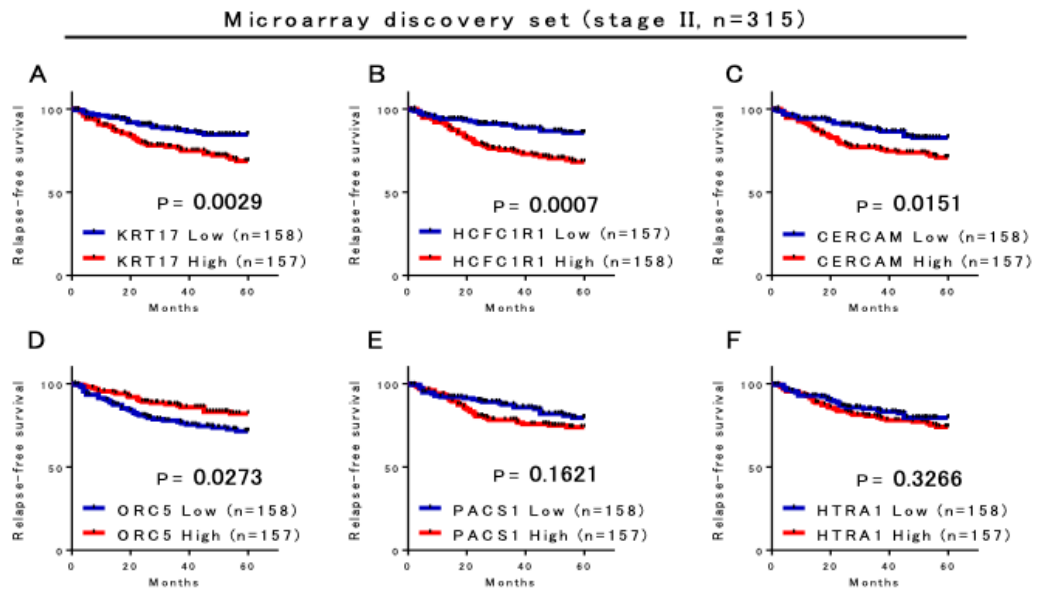 Microarray discovery set (stage II, n=315)
A
Relapse-free survival
100
50
0
P = 0.0029
KRT17 Low (n=158)
KRT17 High (n=157)
0 20 40 60
Months
B
Relapse-free survival
100
50
0
P = 0.0007
HCFC1R1 Low (n=157)
HCFC1R1 High (n=158)
0 20 40 60
Months
C
Relapse-free survival
100
50
0
P = 0.0151
CERCAM Low (n=158)
CERCAM High (n=157)
0 20 40 60
Months
D
Relapse-free survival
100
50
0
P = 0.0273
ORC5 Low (n=158)
ORC5 High (n=157)
0 20 40 60
Months
E
Relapse-free survival
100
50
0
P = 0.1621
PACS1 Low (n=158)
PACS1 High (n=157)
0 20 40 60
Months
F
Relapse-free survival
100
50
0
P = 0.3266
HTRA1 Low (n=158)
HTRA1 High (n=157)
0 20 40 60
Months